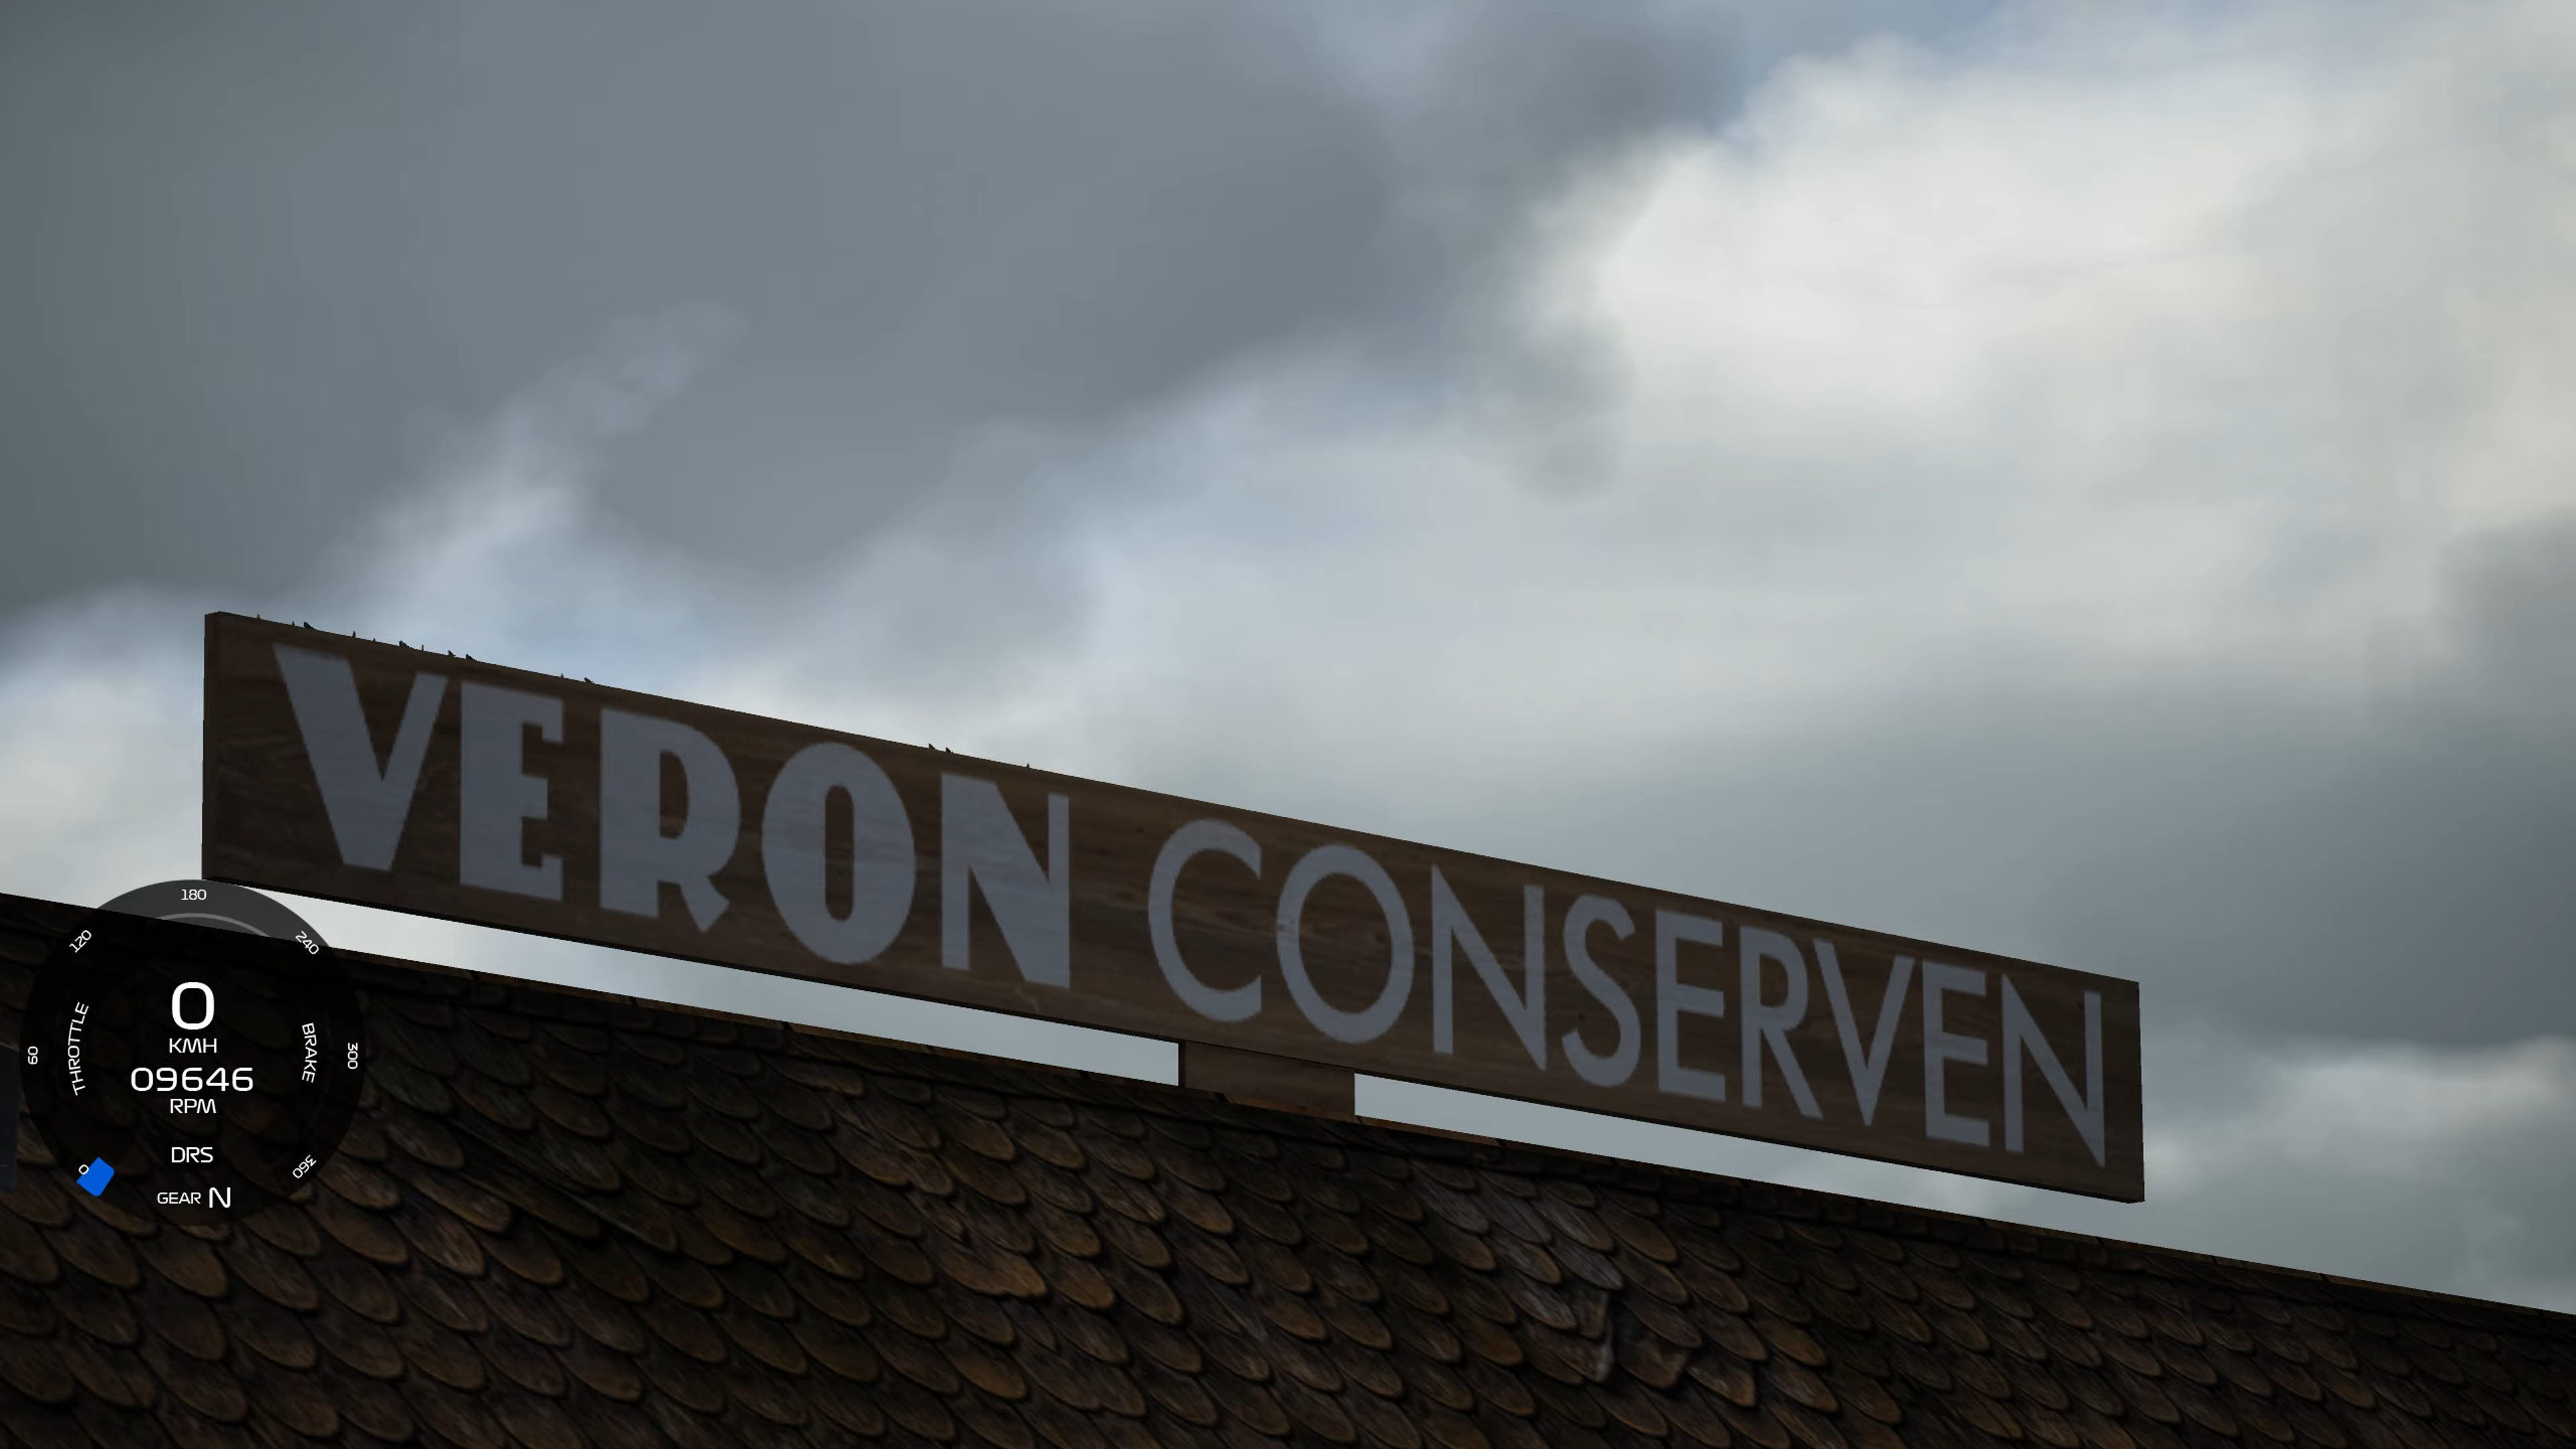 VERON CONSERVEN
180
120
240
0
KMH
THROTTLE
BRAKE
60
300
09646
RPM
DRS
0
360
GEAR N